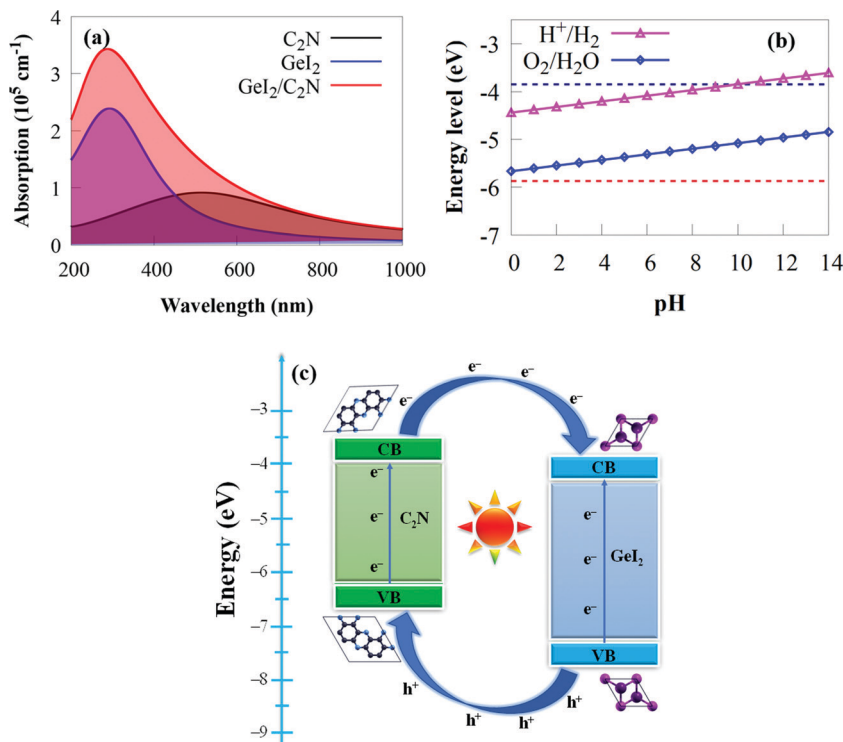 (a)
C₂N
GeI₂
GeI₂/C₂N
4
3
2
1
0
200 400 600 800 1000
Absorption (10⁵ cm⁻¹)
Wavelength (nm)
(b)
H⁺/H₂
O₂/H₂O
-3
-4
-5
-6
-7
0 2 4 6 8 10 12 14
Energy level (eV)
pH
(c)
Energy (eV)
–3
–4
–5
–6
–7
–8
–9
e⁻ e⁻ e⁻ e⁻
CB
e⁻
e⁻ C₂N
e⁻
VB
CB
e⁻
e⁻ GeI₂
e⁻
VB
h⁺ h⁺ h⁺ h⁺